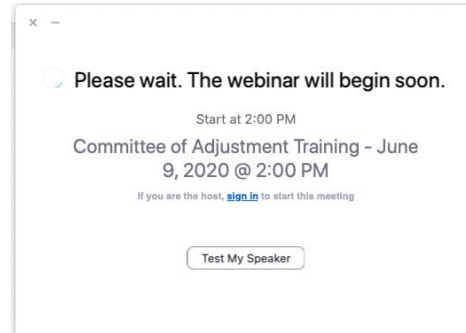 Please wait. The webinar will begin soon.
Start at 2:00 PM
Committee of Adjustment Training - June
9, 2020 @ 2:00 PM
If you are the host, sign in to start this meeting
Test My Speaker